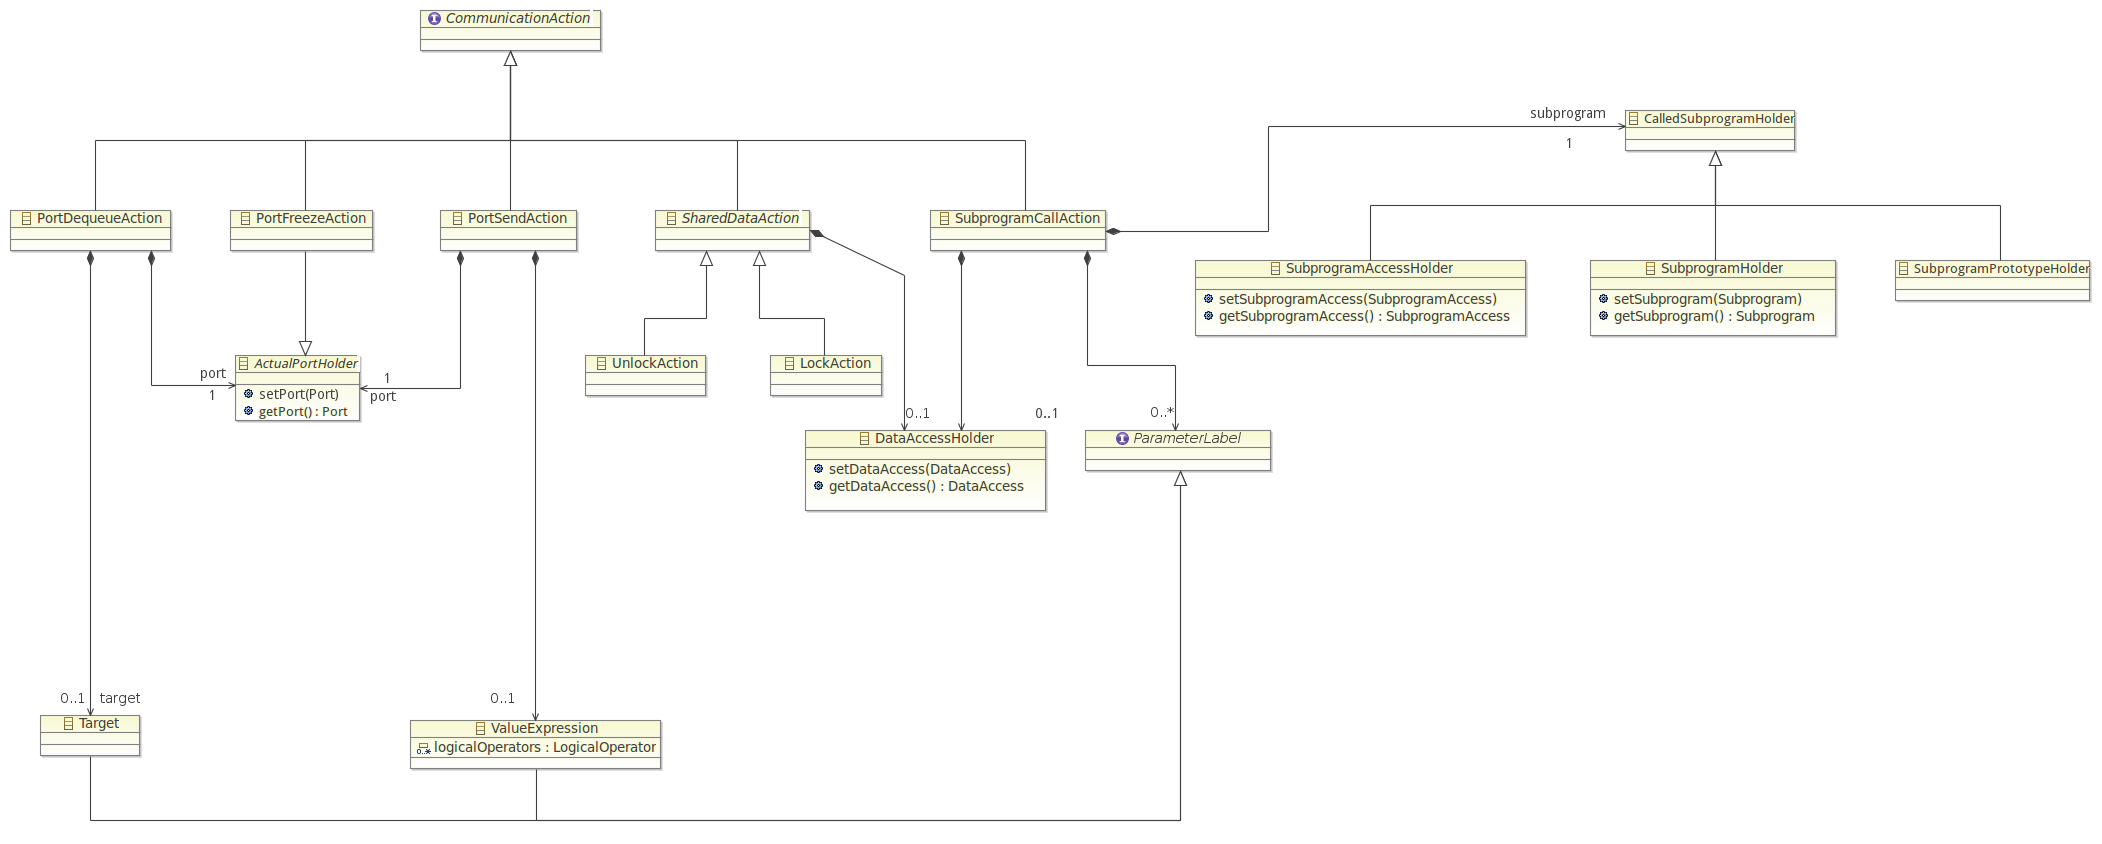 CommunicationAction
subprogram
CalledSubprogramHolder
1
PortDequeueAction
PortFreezeAction
PortSendAction
SharedDataAction
SubprogramCallAction
SubprogramAccessHolder
setSubprogramAccess(SubprogramAccess)
getSubprogramAccess() : SubprogramAccess
SubprogramHolder
setSubprogram(Subprogram)
getSubprogram() : Subprogram
SubprogramPrototypeHolder
port
1
ActualPortHolder
setPort(Port)
getPort() : Port
1
port
UnlockAction
LockAction
0..1
0..1
0..*
DataAccessHolder
setDataAccess(DataAccess)
getDataAccess() : DataAccess
ParameterLabel
0..1 target
0..1
Target
ValueExpression
0..* logicalOperators : LogicalOperator